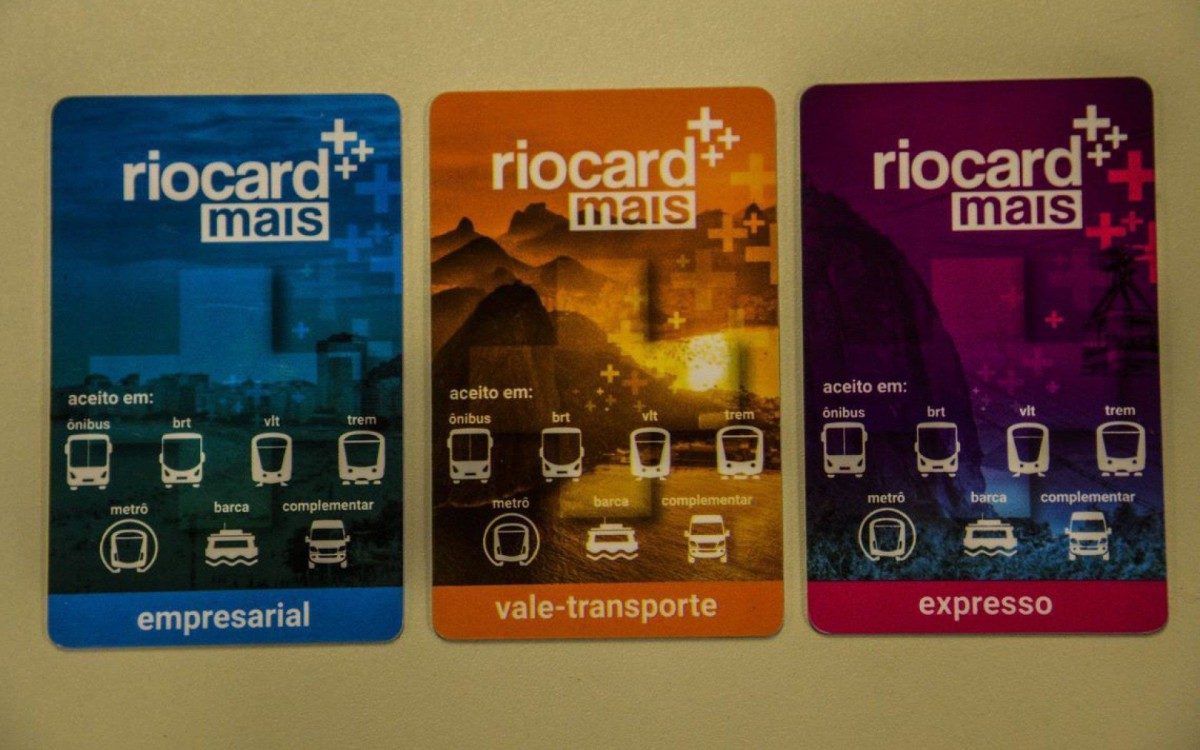 riocard
mais
aceito em:
ônibus brt vlt trem
metrô barca complementar
empresarial
riocard
mais
aceito em:
ônibus brt vlt trem
metrô barca complementar
vale-transporte
riocard
mais
aceito em:
ônibus brt vlt trem
metrô barca complementar
expresso